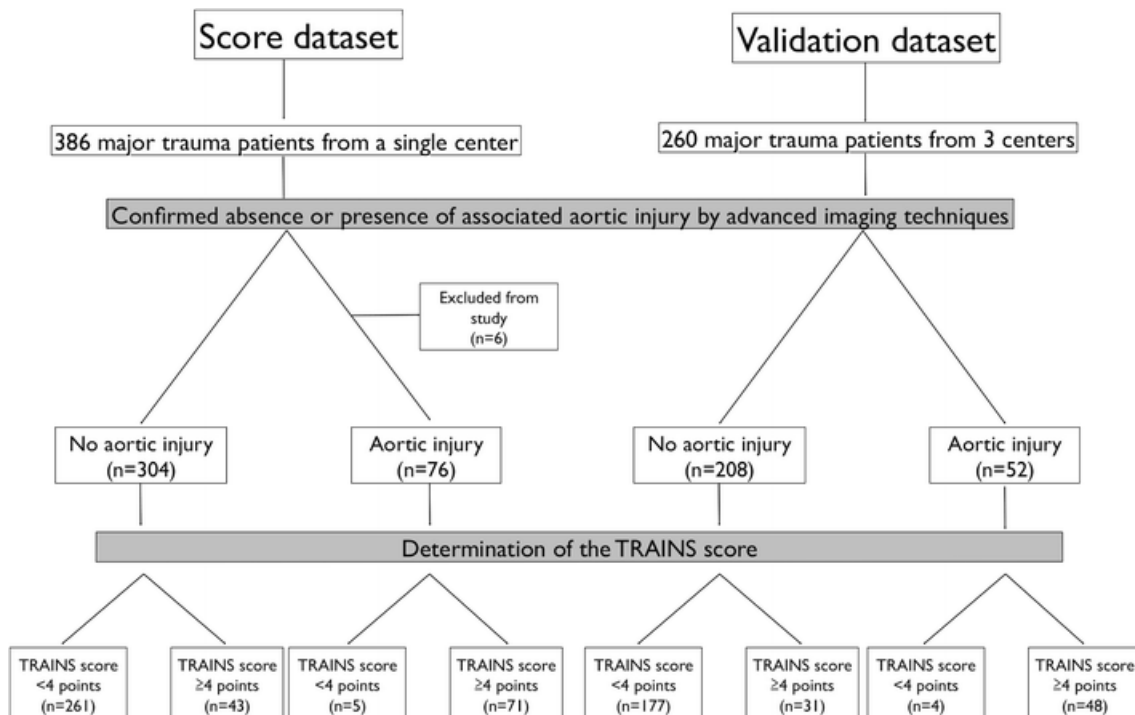 Score dataset
Validation dataset
386 major trauma patients from a single center
260 major trauma patients from 3 centers
Confirmed absence or presence of associated aortic injury by advanced imaging techniques
Excluded from
study
(n=6)
No aortic injury
(n=304)
Aortic injury
(n=76)
No aortic injury
(n=208)
Aortic injury
(n=52)
Determination of the TRAINS score
TRAINS score
<4 points
(n=261)
TRAINS score
≥4 points
(n=43)
TRAINS score
<4 points
(n=5)
TRAINS score
≥4 points
(n=71)
TRAINS score
<4 points
(n=177)
TRAINS score
≥4 points
(n=31)
TRAINS score
<4 points
(n=4)
TRAINS score
≥4 points
(n=48)